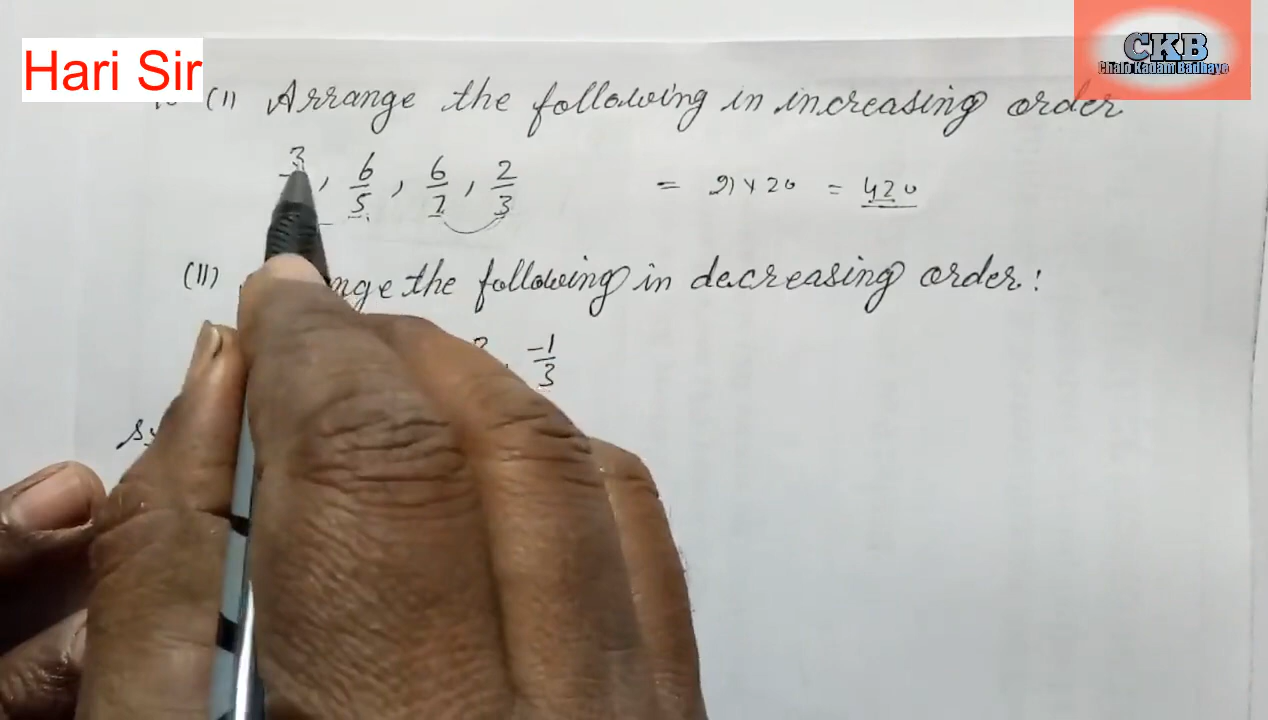 Hari Sir
CKB
Chalo Kadam Badhaye
(I) Arrange the following in increasing order
3, 6/5, 6/7, 2/3 = 21 × 20 = 420
(II) the following in decreasing order :
-1/3